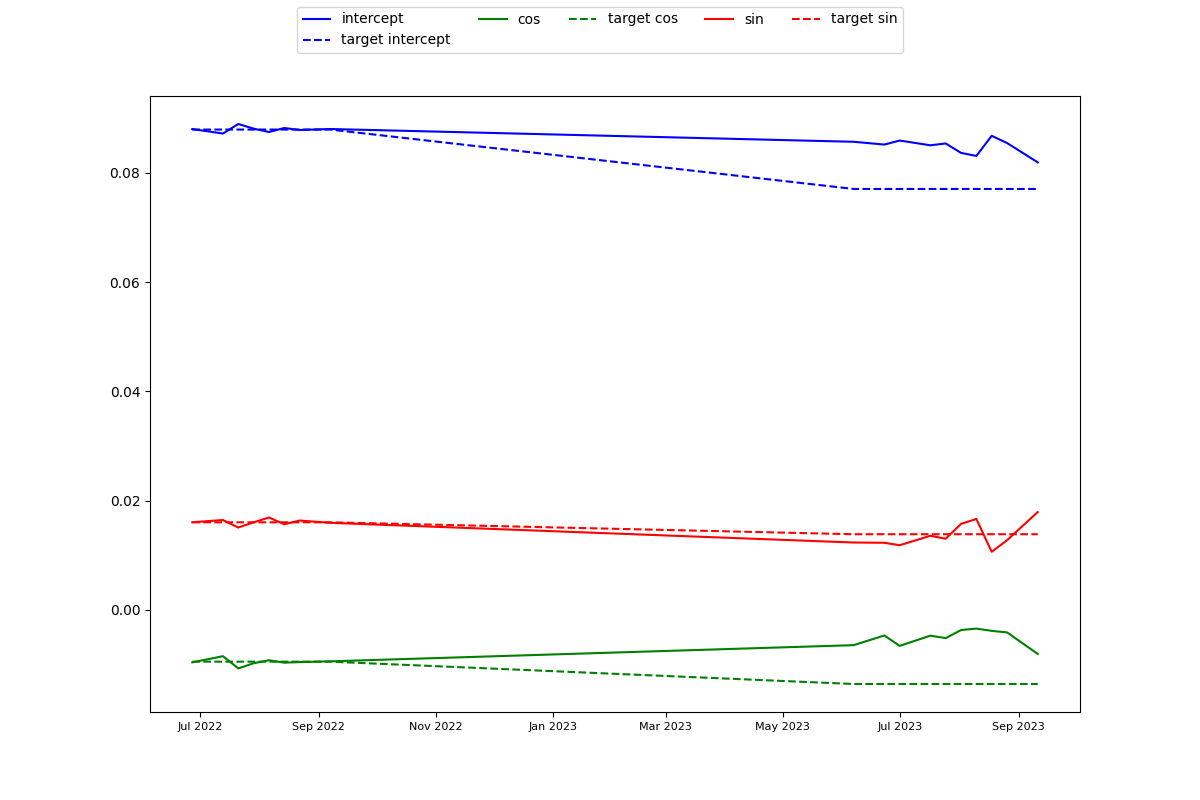 intercept cos target cos sin target sin
target intercept
0.08
0.06
0.04
0.02
0.00
Jul 2022 Sep 2022 Nov 2022 Jan 2023 Mar 2023 May 2023 Jul 2023 Sep 2023